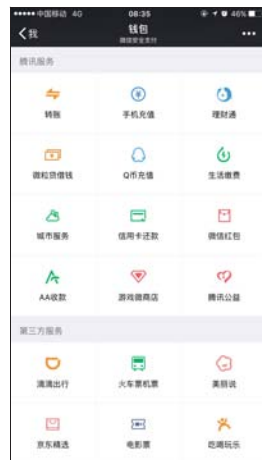 中国移动 4G 08:35 46%
我 钱包
微信安全支付
腾讯服务
转账 手机充值 理财通
微粒贷借钱 Q币充值 生活缴费
城市服务 信用卡还款 微信红包
AA收款 游戏微商店 腾讯公益
第三方服务
滴滴出行 火车票机票 美丽说
京东精选 电影票 吃喝玩乐